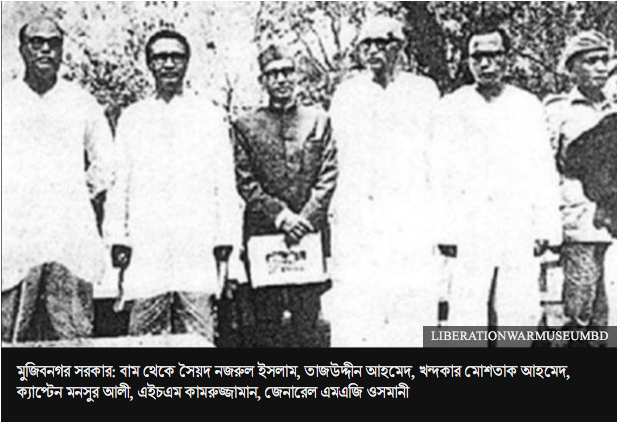 LIBERATIONWARMUSEUMBD
মুজিবনগর সরকার: বাম থেকে সৈয়দ নজরুল ইসলাম, তাজউদ্দীন আহমেদ, খন্দকার মোশতাক আহমেদ,
ক্যাপ্টেন মনসুর আলী, এইচএম কামরুজ্জামান, জেনারেল এমএজি ওসমানী